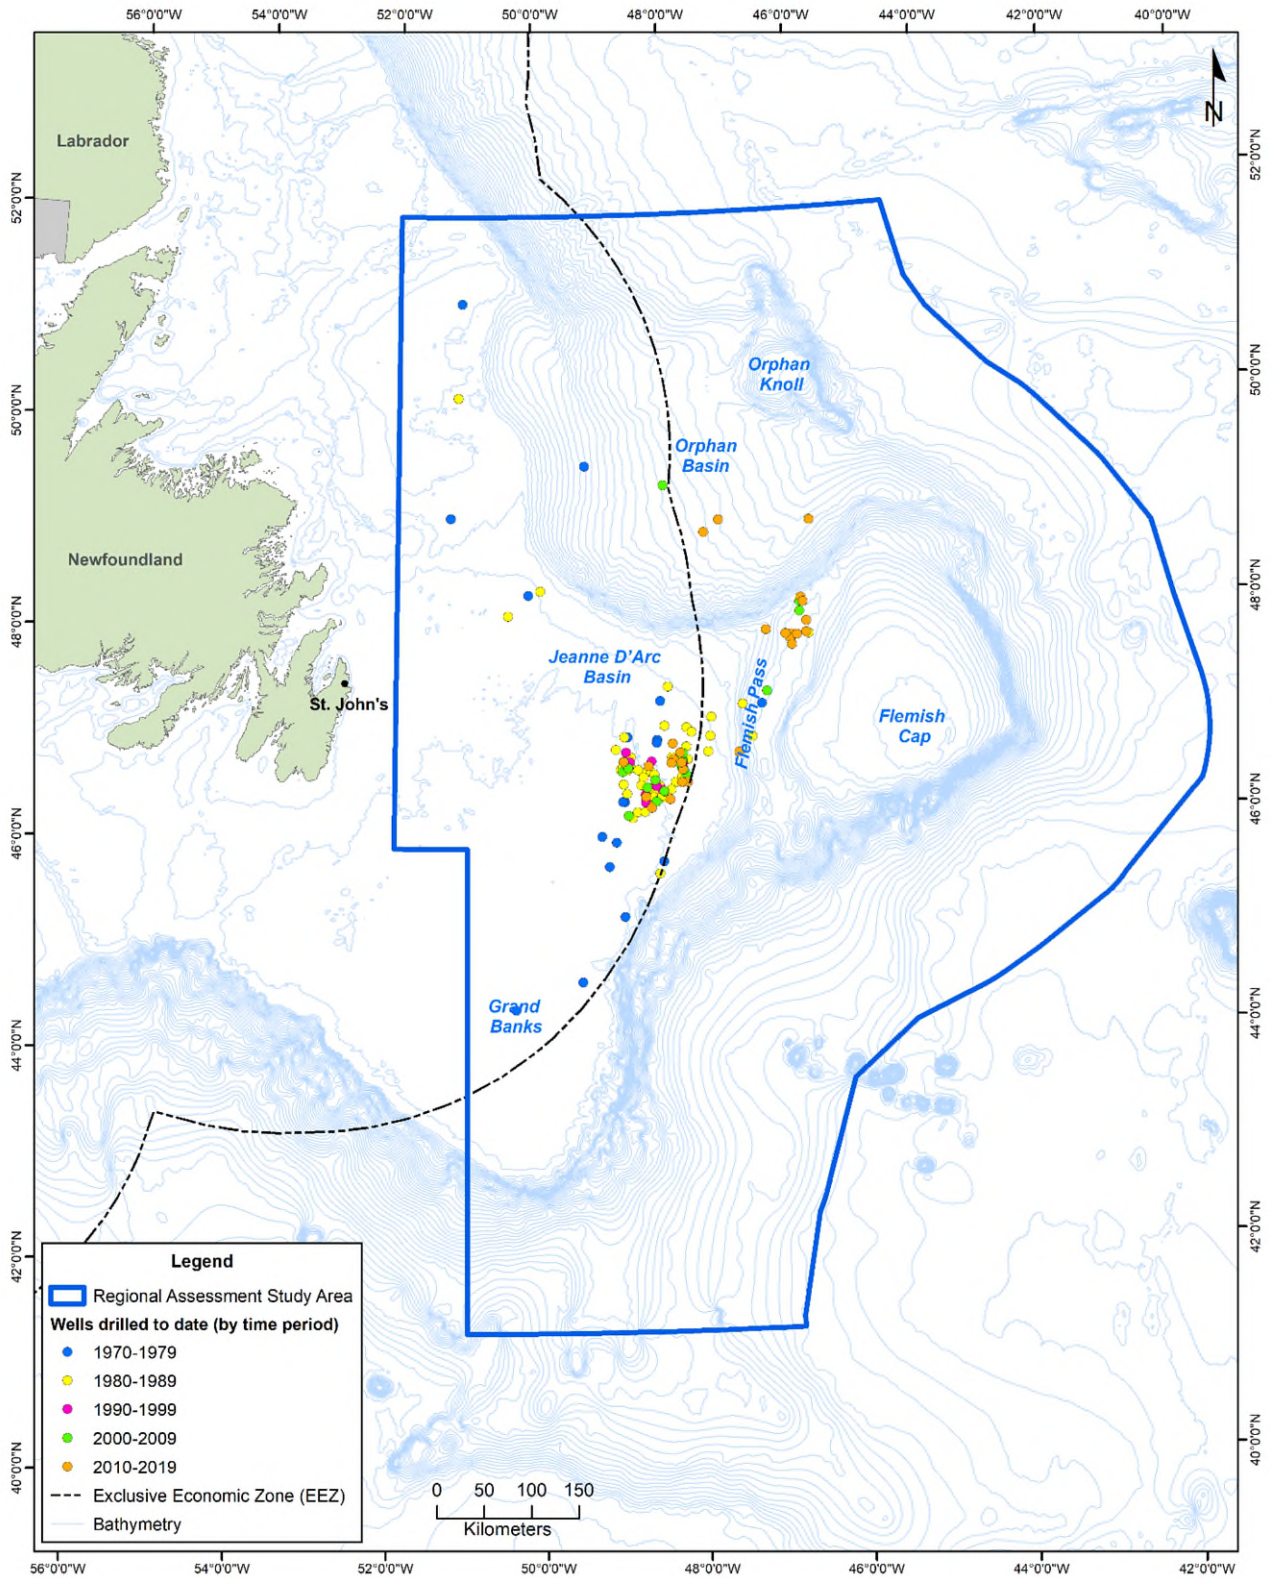 56°0'0"W 54°0'0"W 52°0'0"W 50°0'0"W 48°0'0"W 46°0'0"W 44°0'0"W 42°0'0"W 40°0'0"W
N
Labrador
52°0'0"N
52°0'0"N
Orphan
Knoll
50°0'0"N
50°0'0"N
Orphan
Basin
Newfoundland
48°0'0"N
48°0'0"N
Jeanne D'Arc
Basin
St. John's
Flemish Pass
Flemish
Cap
46°0'0"N
46°0'0"N
Grand
Banks
44°0'0"N
44°0'0"N
42°0'0"N
42°0'0"N
Legend
Regional Assessment Study Area
Wells drilled to date (by time period)
1970-1979
1980-1989
1990-1999
2000-2009
2010-2019
Exclusive Economic Zone (EEZ)
Bathymetry
40°0'0"N
40°0'0"N
0 50 100 150
Kilometers
56°0'0"W 54°0'0"W 52°0'0"W 50°0'0"W 48°0'0"W 46°0'0"W 44°0'0"W 42°0'0"W